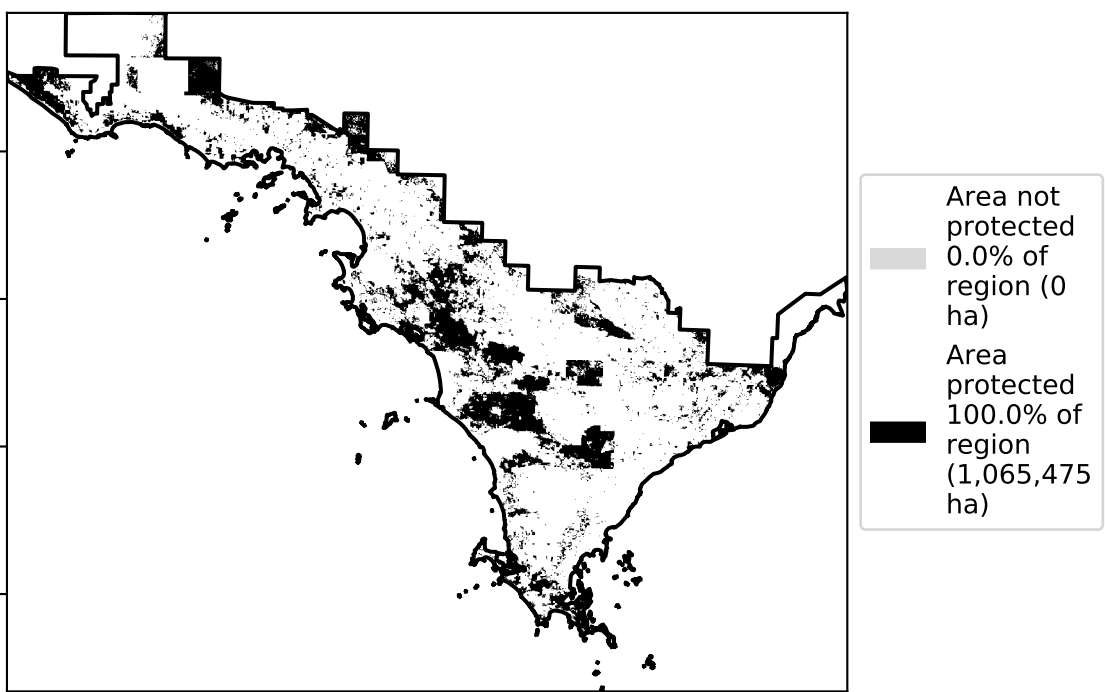 Area not
protected
0.0% of
region (0
ha)
Area
protected
100.0% of
region
(1,065,475
ha)